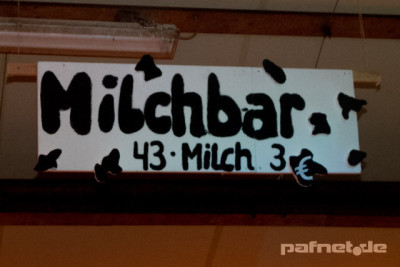 Milchbar.
43 · Milch 3 €
pafnet.de